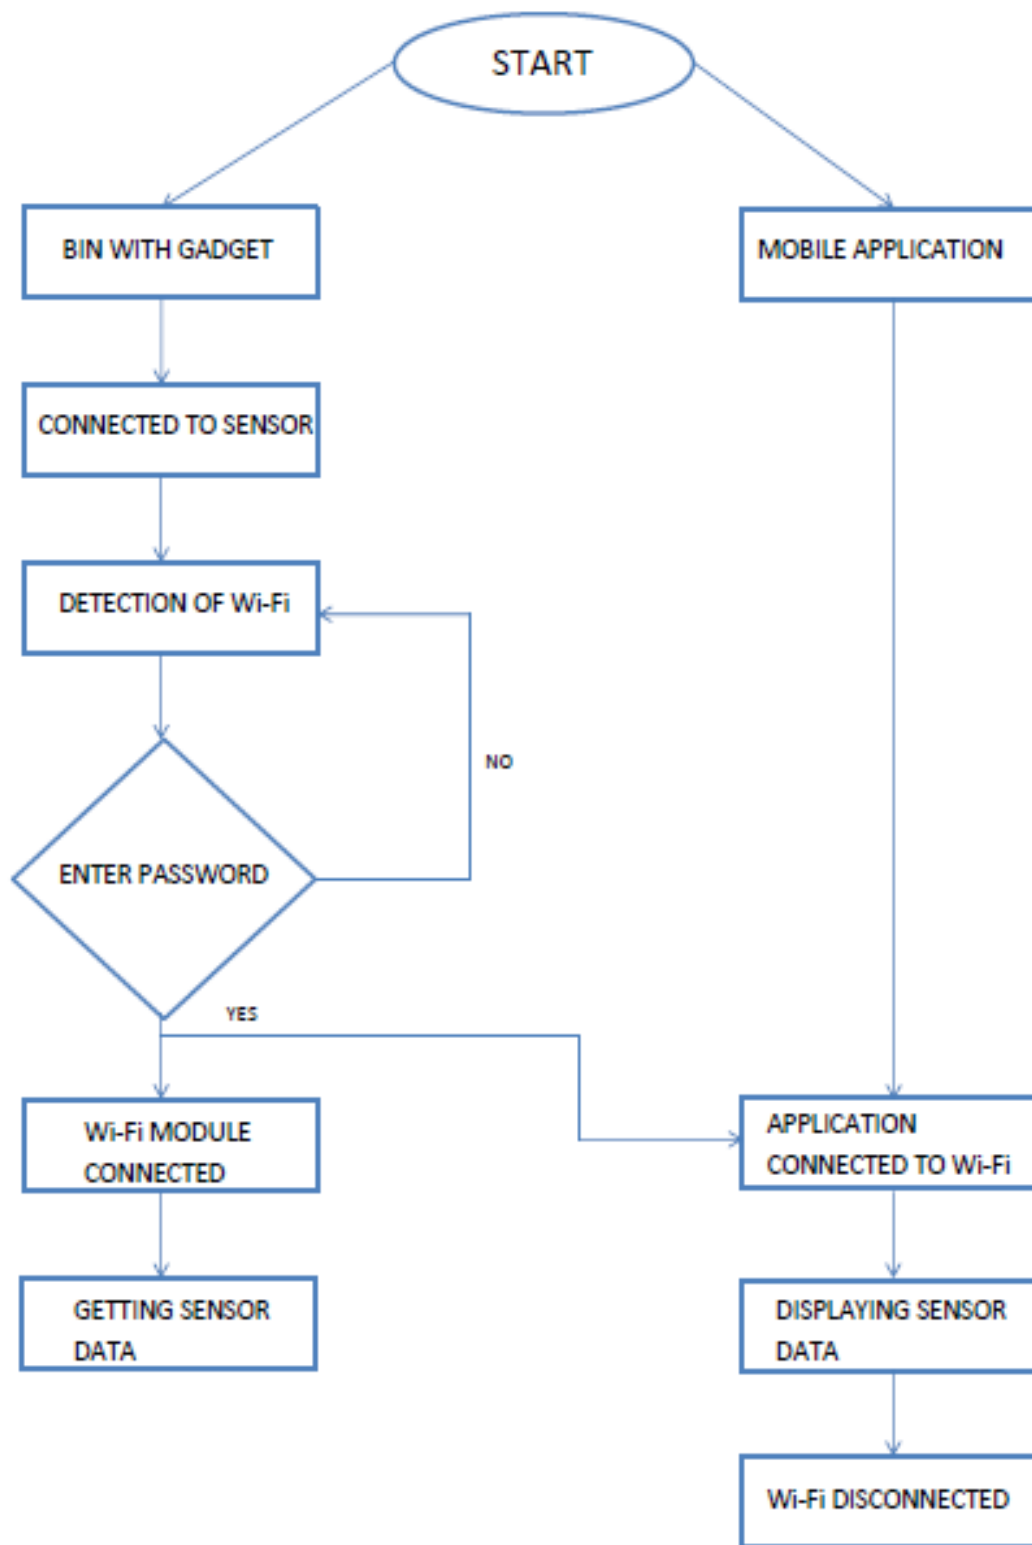 START
BIN WITH GADGET
MOBILE APPLICATION
CONNECTED TO SENSOR
DETECTION OF Wi-Fi
NO
ENTER PASSWORD
YES
Wi-Fi MODULE
CONNECTED
APPLICATION
CONNECTED TO Wi-Fi
GETTING SENSOR
DATA
DISPLAYING SENSOR
DATA
Wi-Fi DISCONNECTED